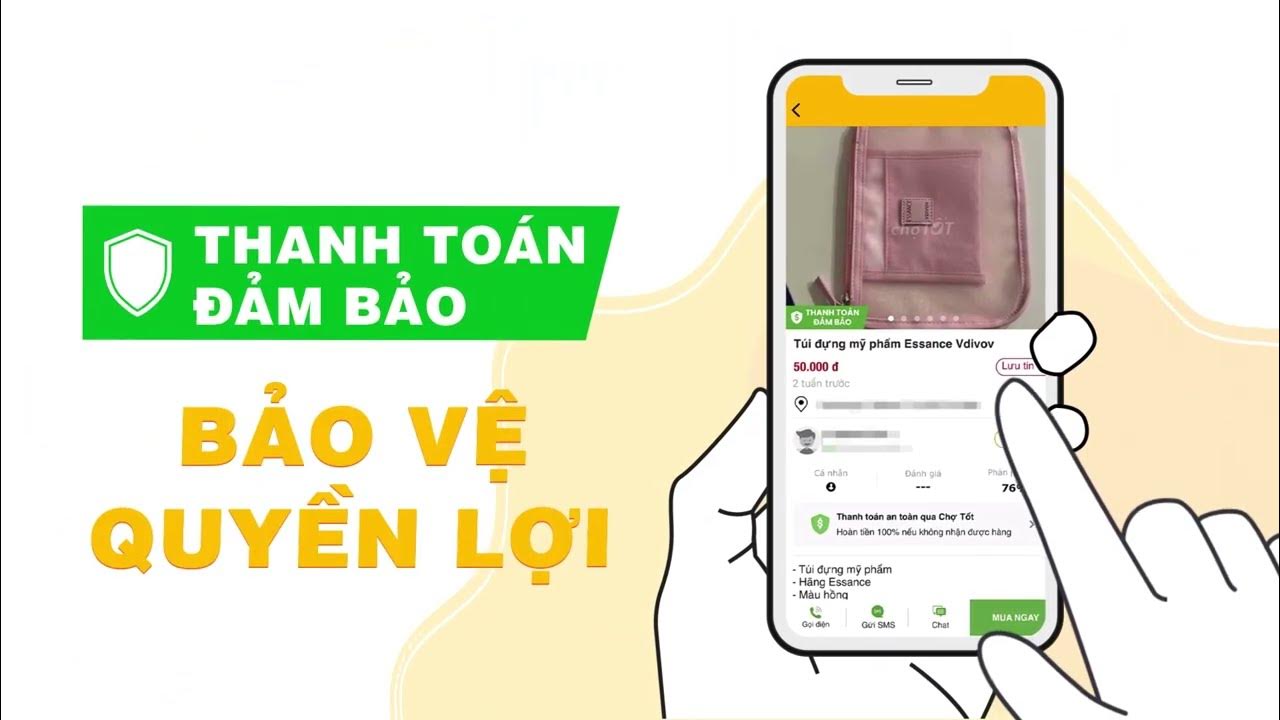 THANH TOÁN
ĐẢM BẢO
BẢO VỆ
QUYỀN LỢI
chợTỐT
THANH TOÁN
ĐẢM BẢO
Túi đựng mỹ phẩm Essance Vdivov
50.000 đ
Lưu tin
2 tuần trước
Cá nhân
Đánh giá
---
Phản
76%
Thanh toán an toàn qua Chợ Tốt
Hoàn tiền 100% nếu không nhận được hàng
- Túi đựng mỹ phẩm
- Hãng Essance
- Màu hồng
Gọi điện
Gửi SMS
Chat
MUA NGAY